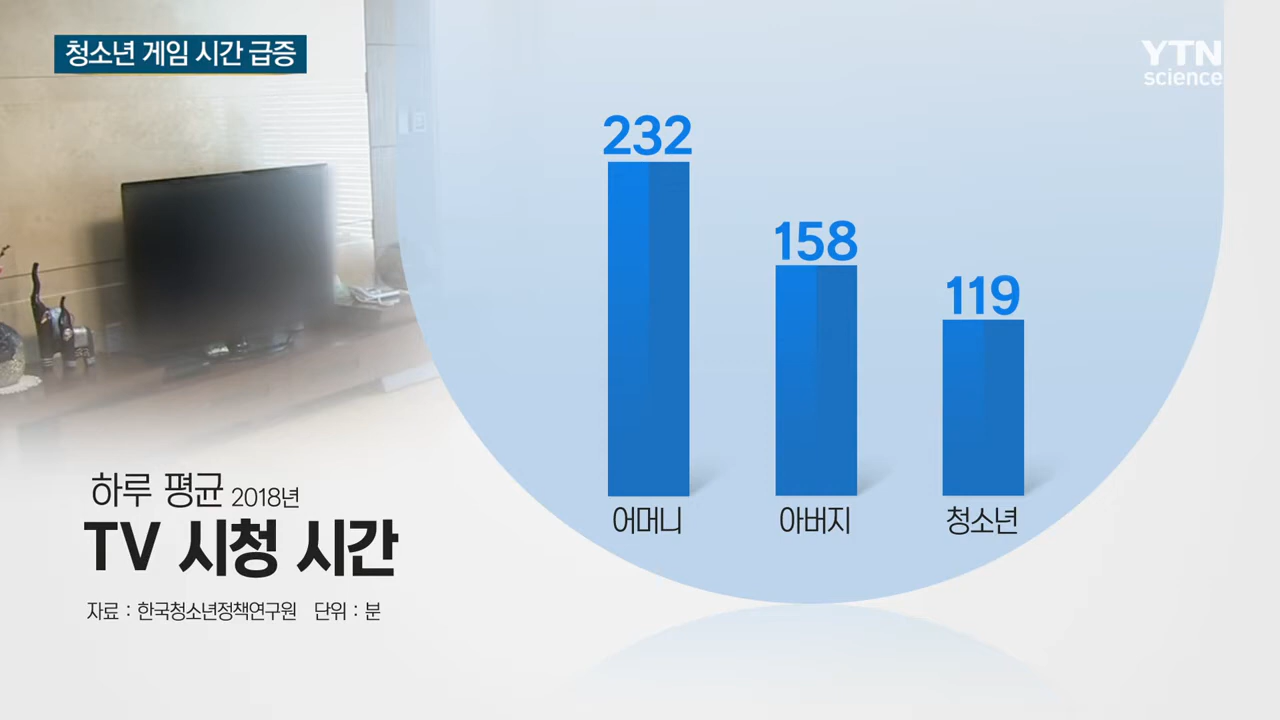 청소년 게임 시간 급증
YTN
science
232
158
119
어머니
아버지
청소년
하루 평균 2018년
TV 시청 시간
자료 : 한국청소년정책연구원 단위 : 분